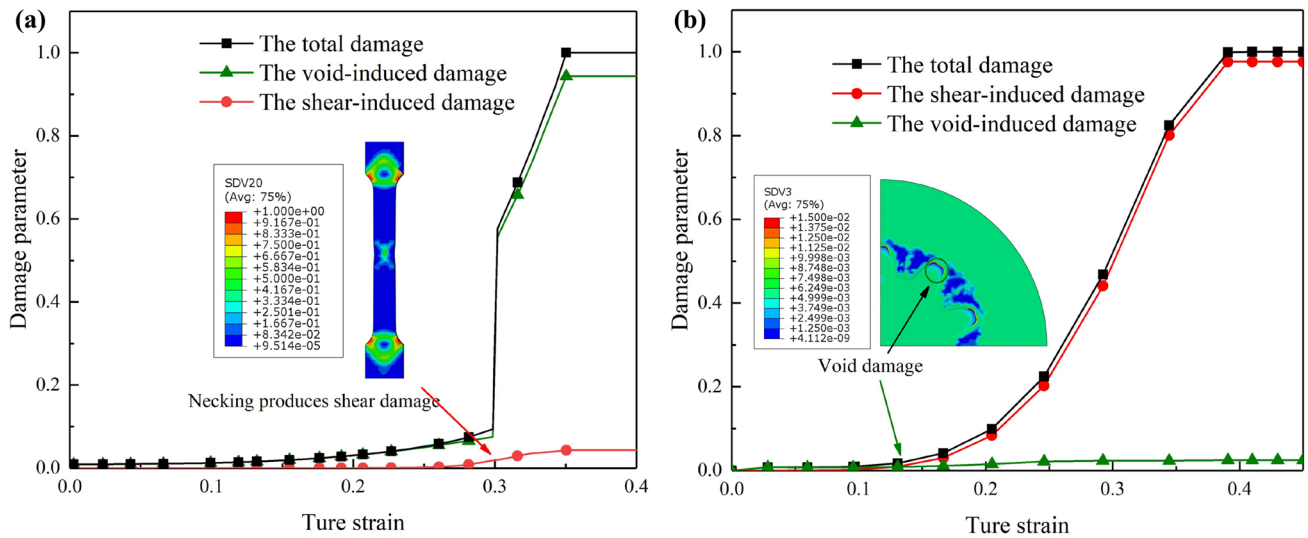 (a)
The total damage
The void-induced damage
The shear-induced damage
1.0
0.8
0.6
0.4
0.2
0.0
Damage parameter
SDV20
(Avg: 75%)
+1.000e+00
+9.167e-01
+8.333e-01
+7.500e-01
+6.667e-01
+5.834e-01
+5.000e-01
+4.167e-01
+3.334e-01
+2.501e-01
+1.667e-01
+8.342e-02
+9.514e-05
Necking produces shear damage
0.0 0.1 0.2 0.3 0.4
Ture strain
(b)
The total damage
The shear-induced damage
The void-induced damage
1.0
0.8
0.6
0.4
0.2
0.0
Damage parameter
SDV3
(Avg: 75%)
+1.500e-02
+1.375e-02
+1.250e-02
+1.125e-02
+9.998e-03
+8.748e-03
+7.498e-03
+6.249e-03
+4.999e-03
+3.749e-03
+2.499e-03
+1.250e-03
+4.112e-09
Void damage
0.0 0.1 0.2 0.3 0.4
Ture strain